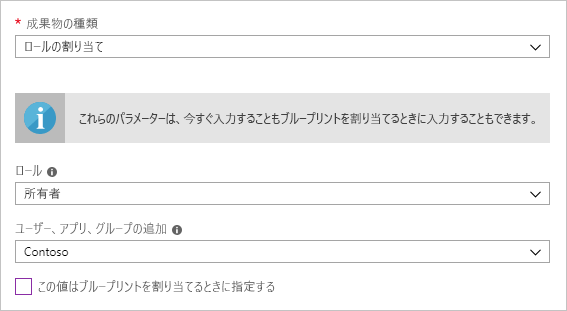 * 成果物の種類
ロールの割り当て
これらのパラメーターは、今すぐ入力することもブループリントを割り当てるときに入力することもできます。
ロール
所有者
ユーザー、アプリ、グループの追加
Contoso
この値はブループリントを割り当てるときに指定する